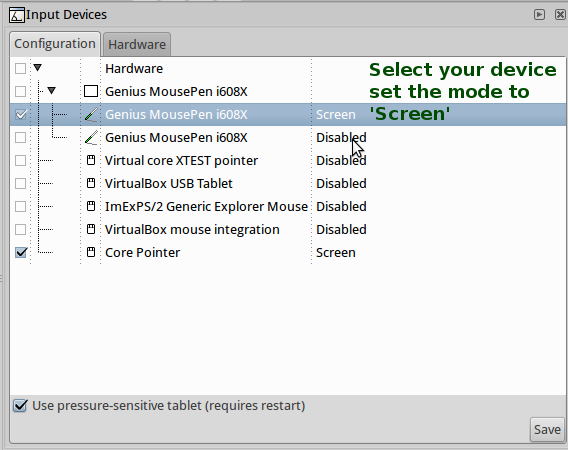 Input Devices
Configuration
Hardware
Hardware
Genius MousePen i608X
Genius MousePen i608X Screen
Genius MousePen i608X Disabled
Virtual core XTEST pointer Disabled
VirtualBox USB Tablet Disabled
ImExPS/2 Generic Explorer Mouse Disabled
VirtualBox mouse integration Disabled
Core Pointer Screen
Select your device
set the mode to
'Screen'
Use pressure-sensitive tablet (requires restart)
Save